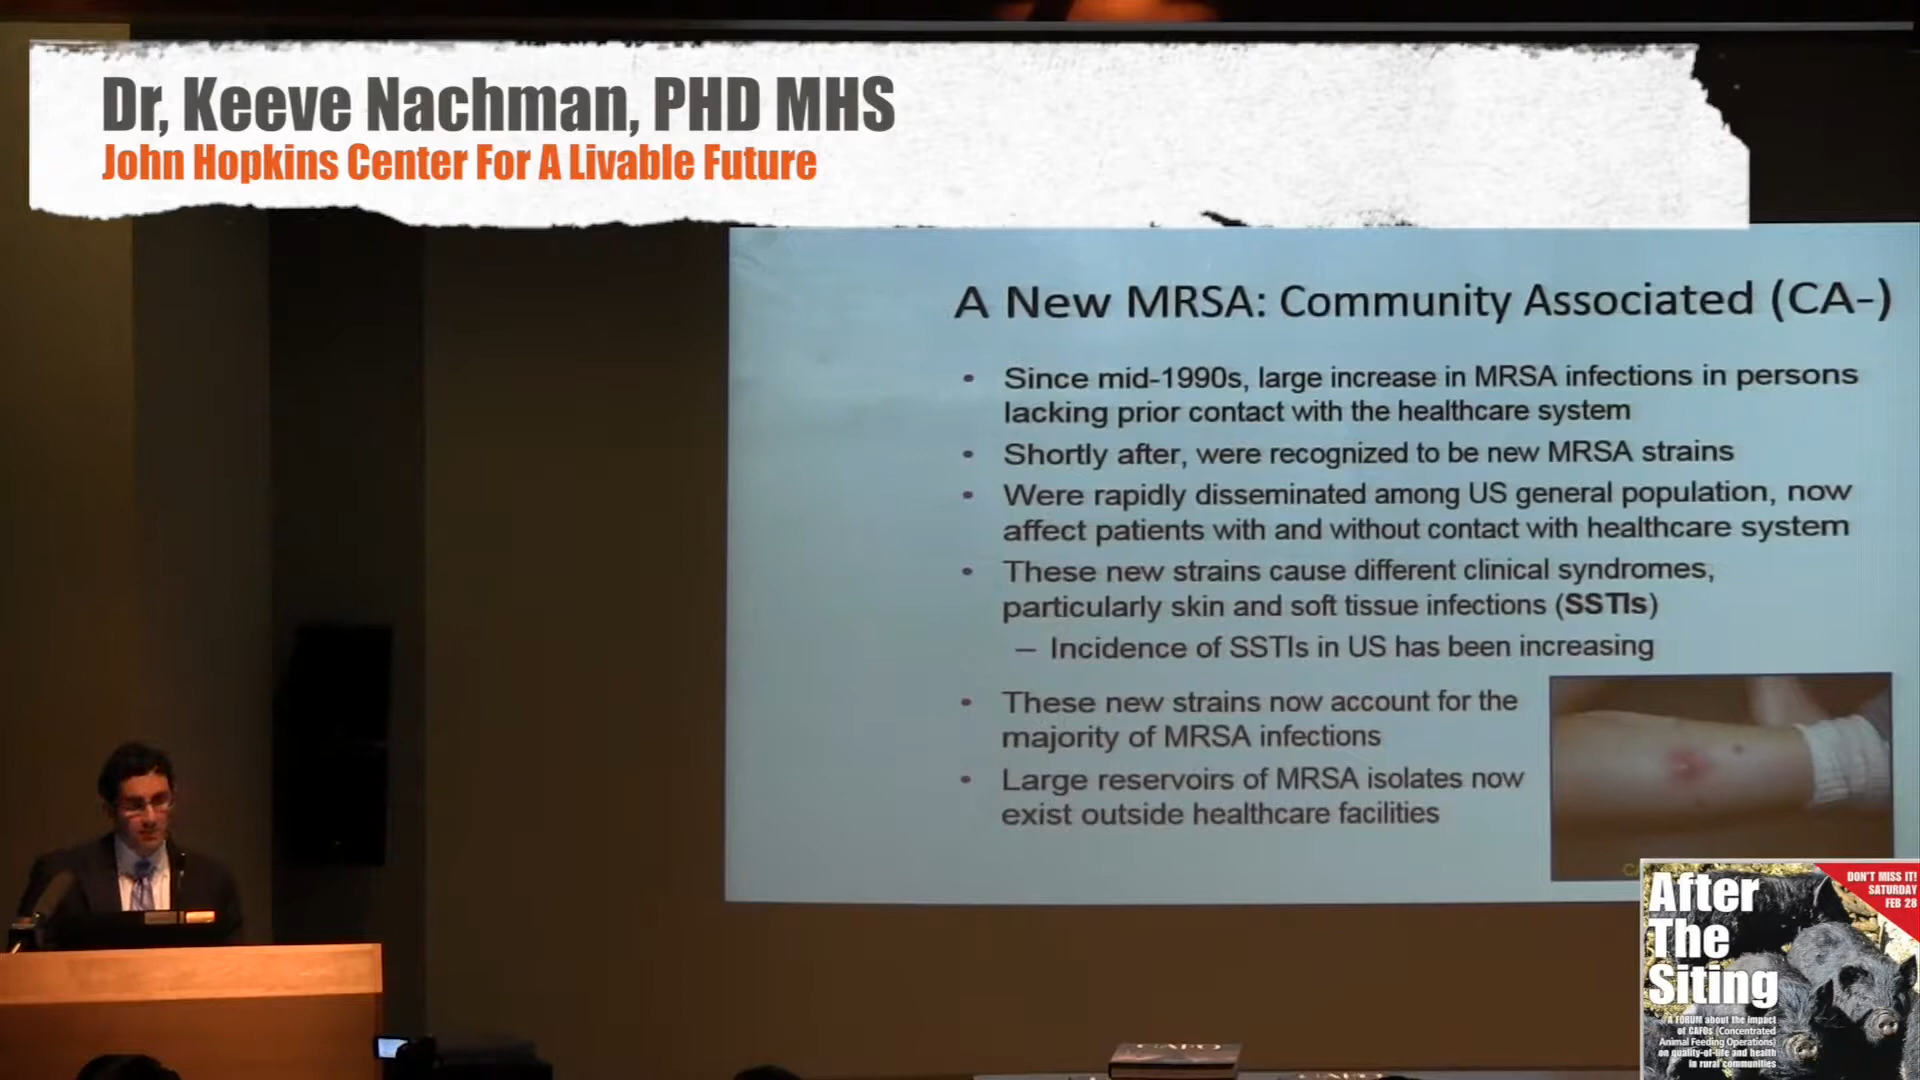 Dr, Keeve Nachman, PHD MHS
John Hopkins Center For A Livable Future
A New MRSA: Community Associated (CA-)
• Since mid-1990s, large increase in MRSA infections in persons
lacking prior contact with the healthcare system
• Shortly after, were recognized to be new MRSA strains
• Were rapidly disseminated among US general population, now
affect patients with and without contact with healthcare system
• These new strains cause different clinical syndromes,
particularly skin and soft tissue infections (SSTIs)
– Incidence of SSTIs in US has been increasing
• These new strains now account for the
majority of MRSA infections
• Large reservoirs of MRSA isolates now
exist outside healthcare facilities
After
The
Siting
DON'T MISS IT!
SATURDAY
FEB 28
A FORUM about the impact
of CAFOs (Concentrated
Animal Feeding Operations)
on quality-of-life and health
in rural communities
CAFO